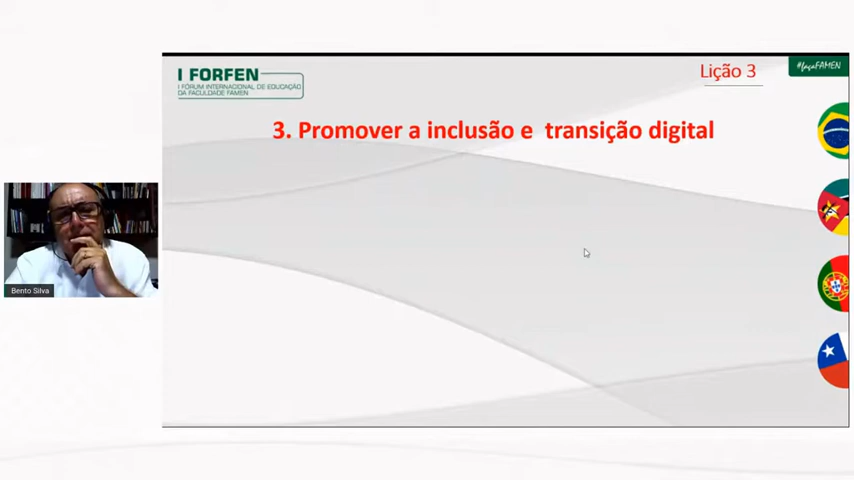 I FORFEN
I FÓRUM INTERNACIONAL DE EDUCAÇÃO
DA FACULDADE FAMEN
Lição 3
#façaFAMEN
3. Promover a inclusão e transição digital
Bento Silva